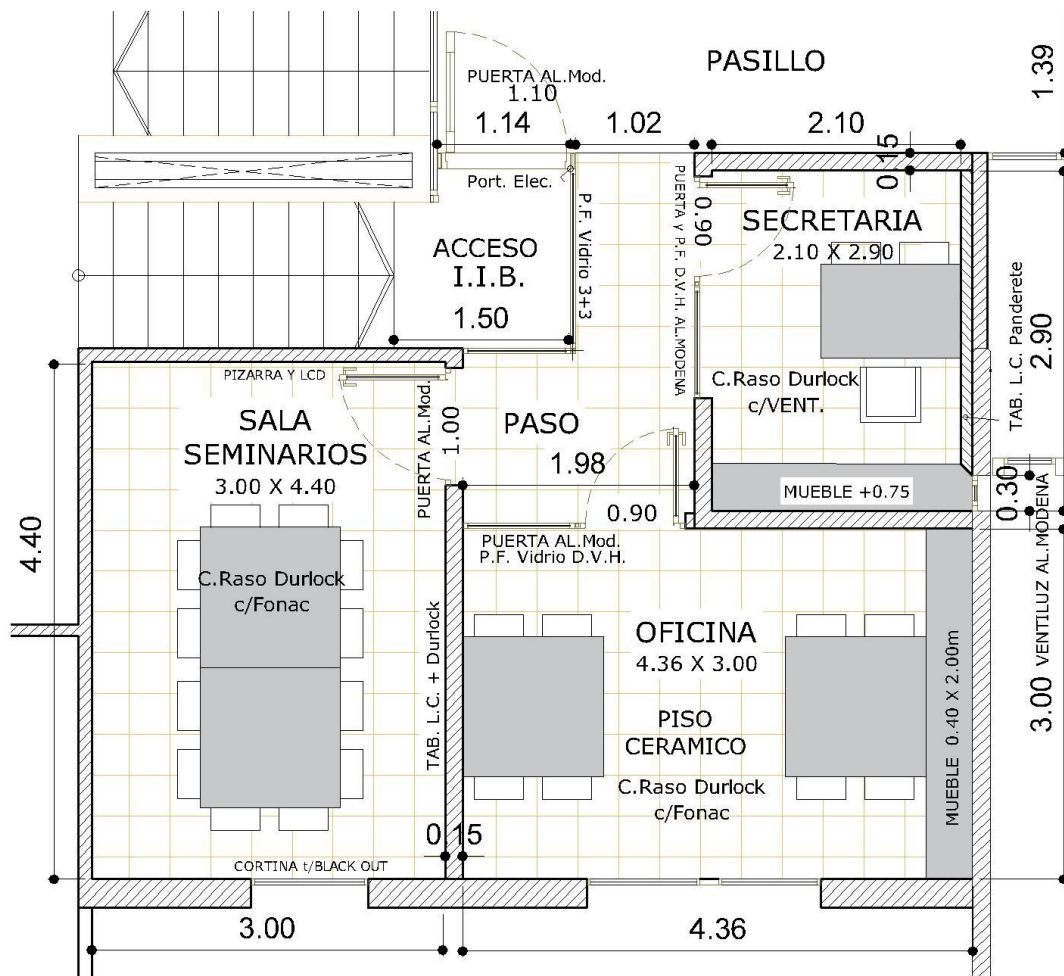 PASILLO
1.39
PUERTA AL.Mod.
1.10
1.14
1.02
2.10
0.15
Port. Elec.
P.F. Vidrio 3+3
PUERTA y P.F. D.V.H. AL.MODENA
0.90
SECRETARIA
2.10 X 2.90
ACCESO
I.I.B.
1.50
TAB. L.C. Panderete
2.90
C.Raso Durlock
c/VENT.
PIZARRA Y LCD
PUERTA AL.Mod.
1.00
SALA
SEMINARIOS
3.00 X 4.40
PASO
1.98
MUEBLE +0.75
0.30
0.90
PUERTA AL.Mod.
P.F. Vidrio D.V.H.
4.40
C.Raso Durlock
c/Fonac
TAB. L.C. + Durlock
OFICINA
4.36 X 3.00
PISO
CERAMICO
C.Raso Durlock
c/Fonac
MUEBLE 0.40 X 2.00m
3.00
VENTILUZ AL.MODENA
0.15
CORTINA t/BLACK OUT
3.00
4.36